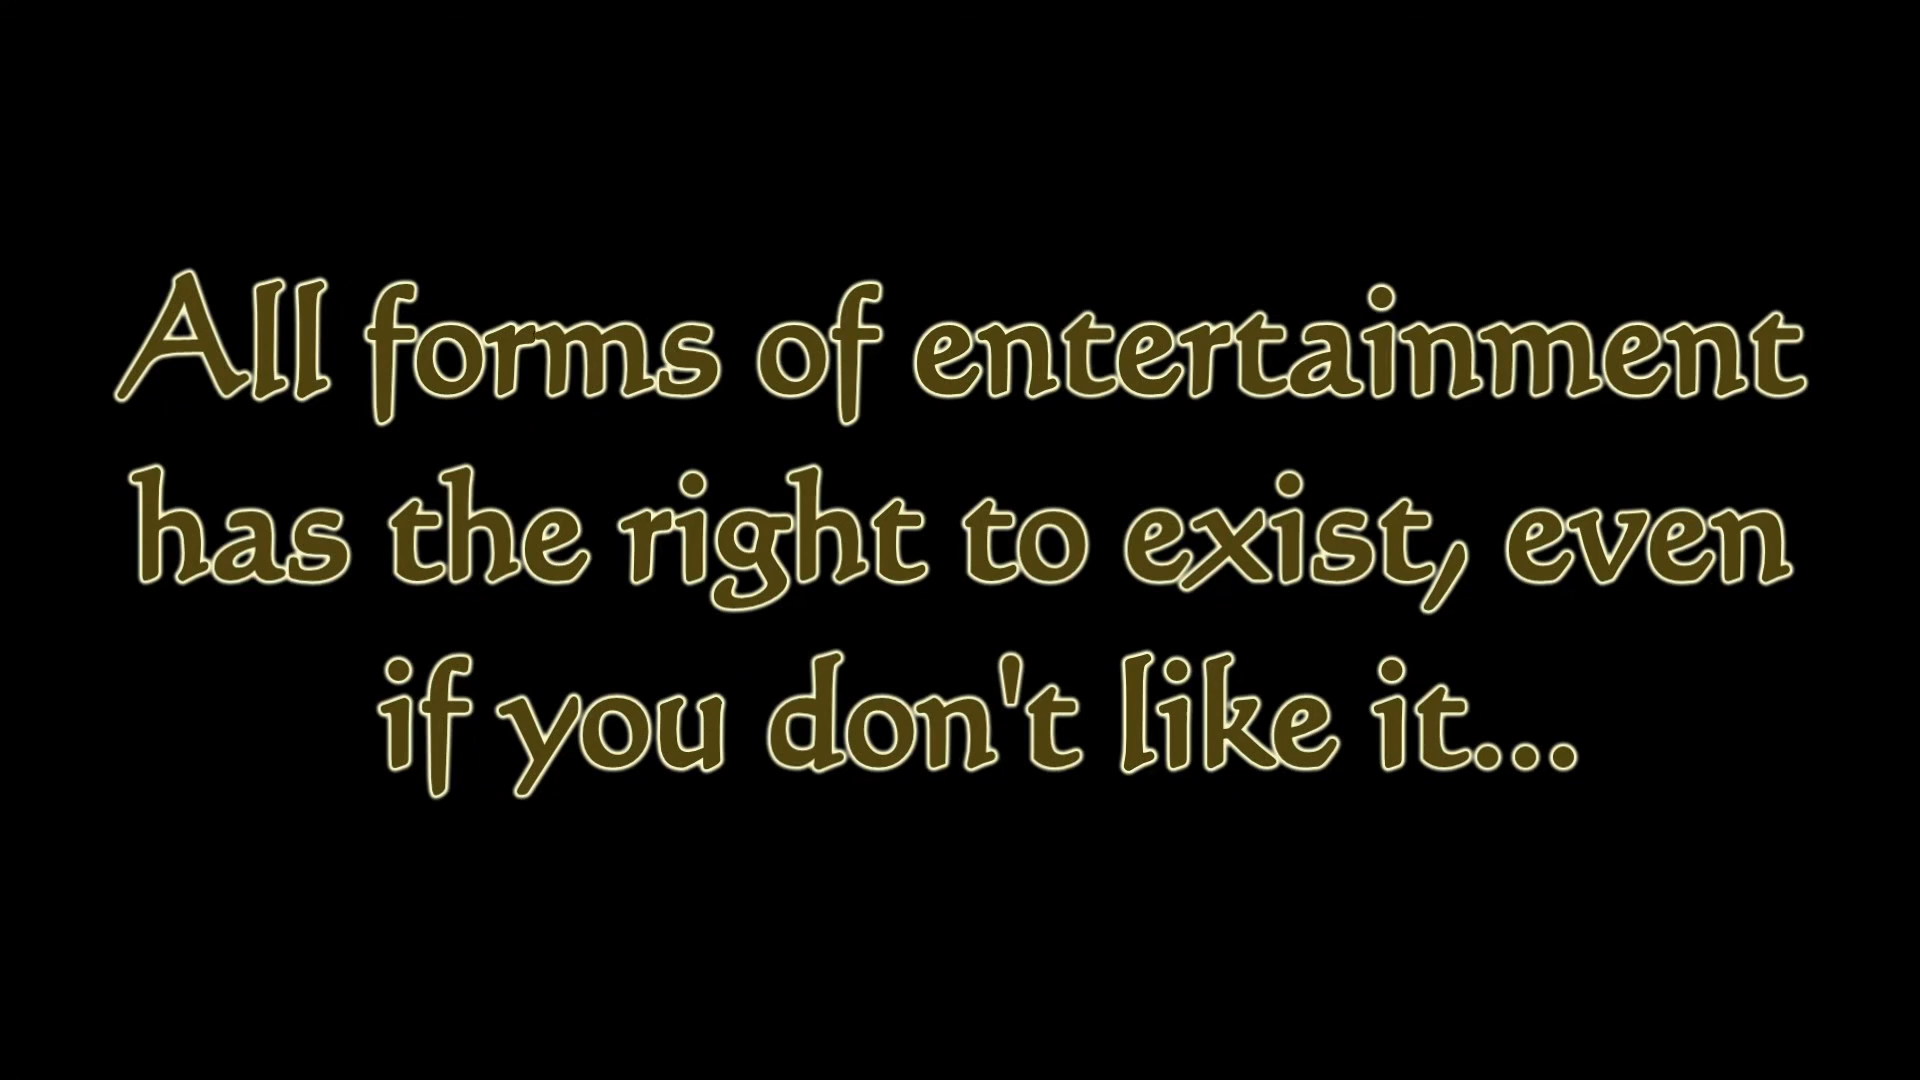 All forms of entertainment
has the right to exist, even
if you don't like it...